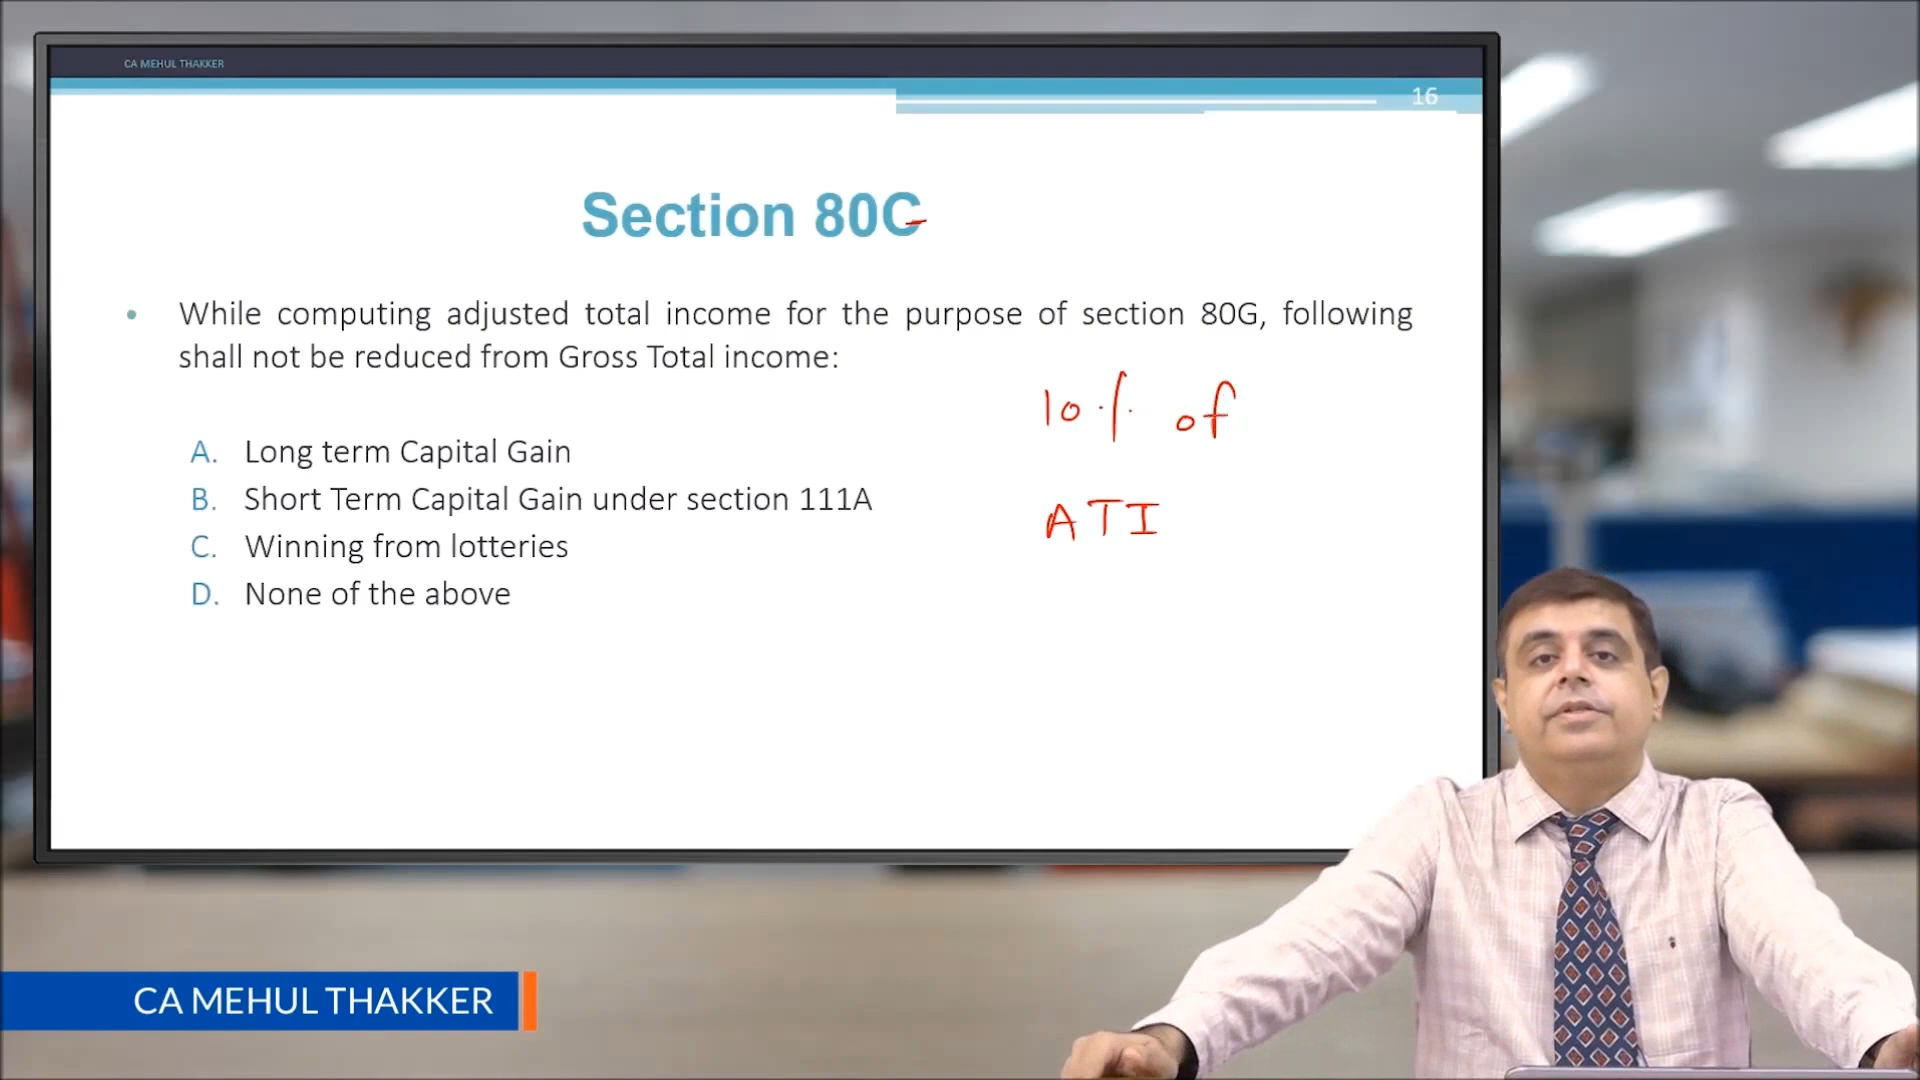 CA MEHUL THAKKER
16
Section 80C
• While computing adjusted total income for the purpose of section 80G, following
shall not be reduced from Gross Total income:
10% of
A. Long term Capital Gain
B. Short Term Capital Gain under section 111A
ATI
C. Winning from lotteries
D. None of the above
CA MEHUL THAKKER